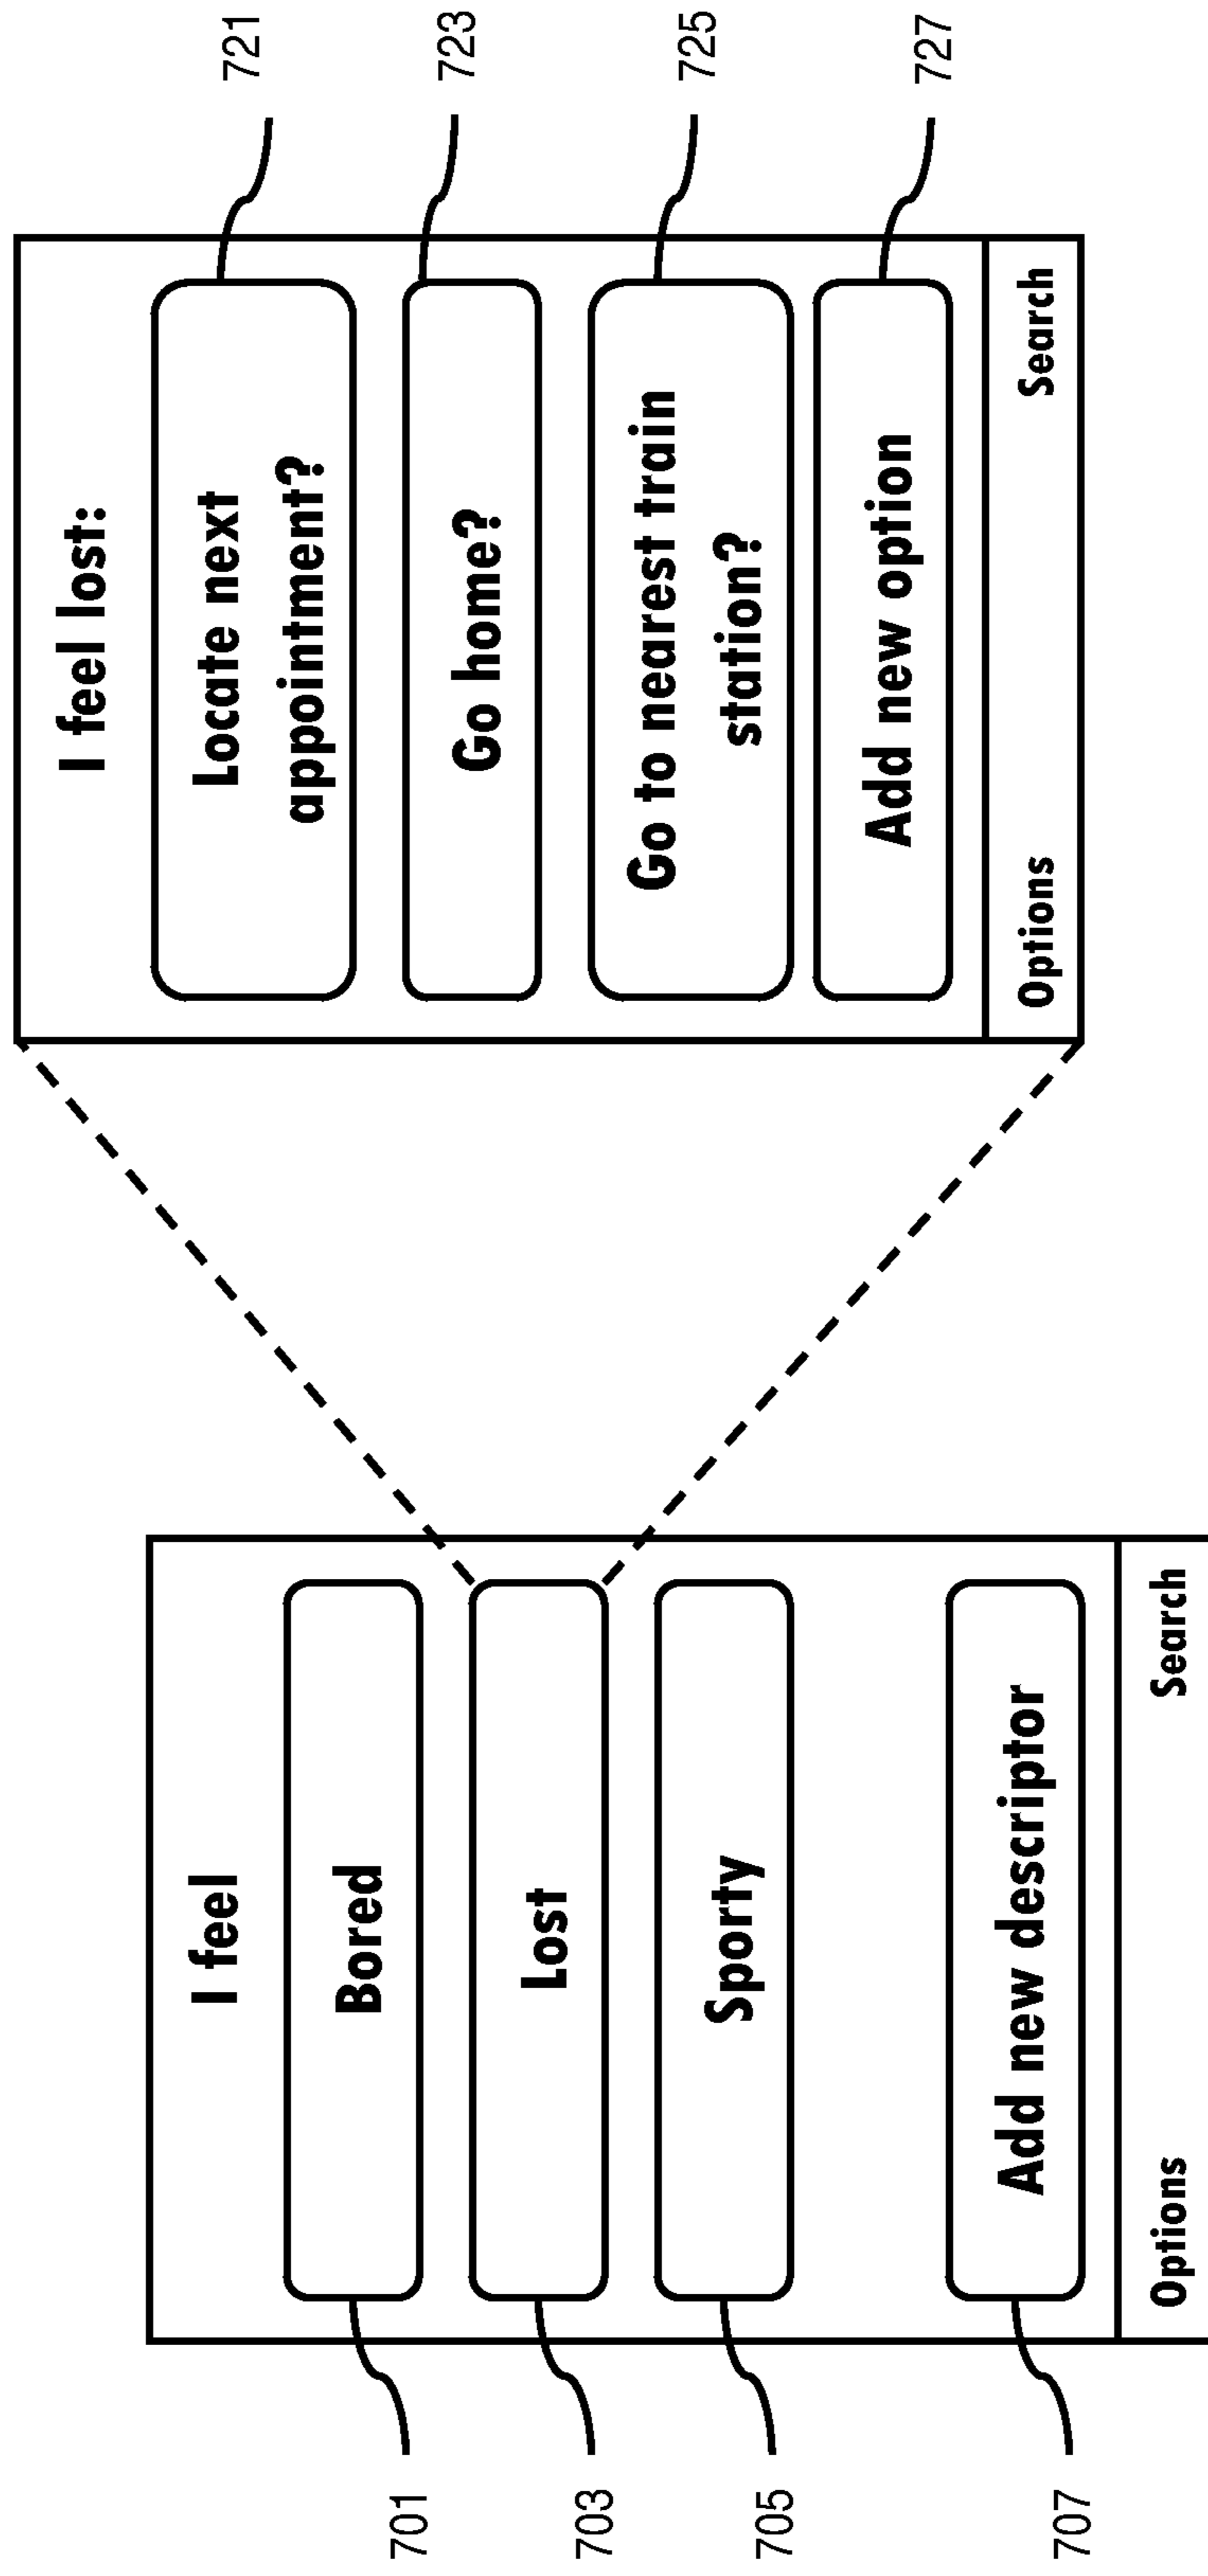 I feel
Bored
Lost
Sporty
Add new descriptor
Options
Search
701
703
705
707
I feel lost:
Locate next
appointment?
Go home?
Go to nearest train
station?
Add new option
Options
Search
721
723
725
727